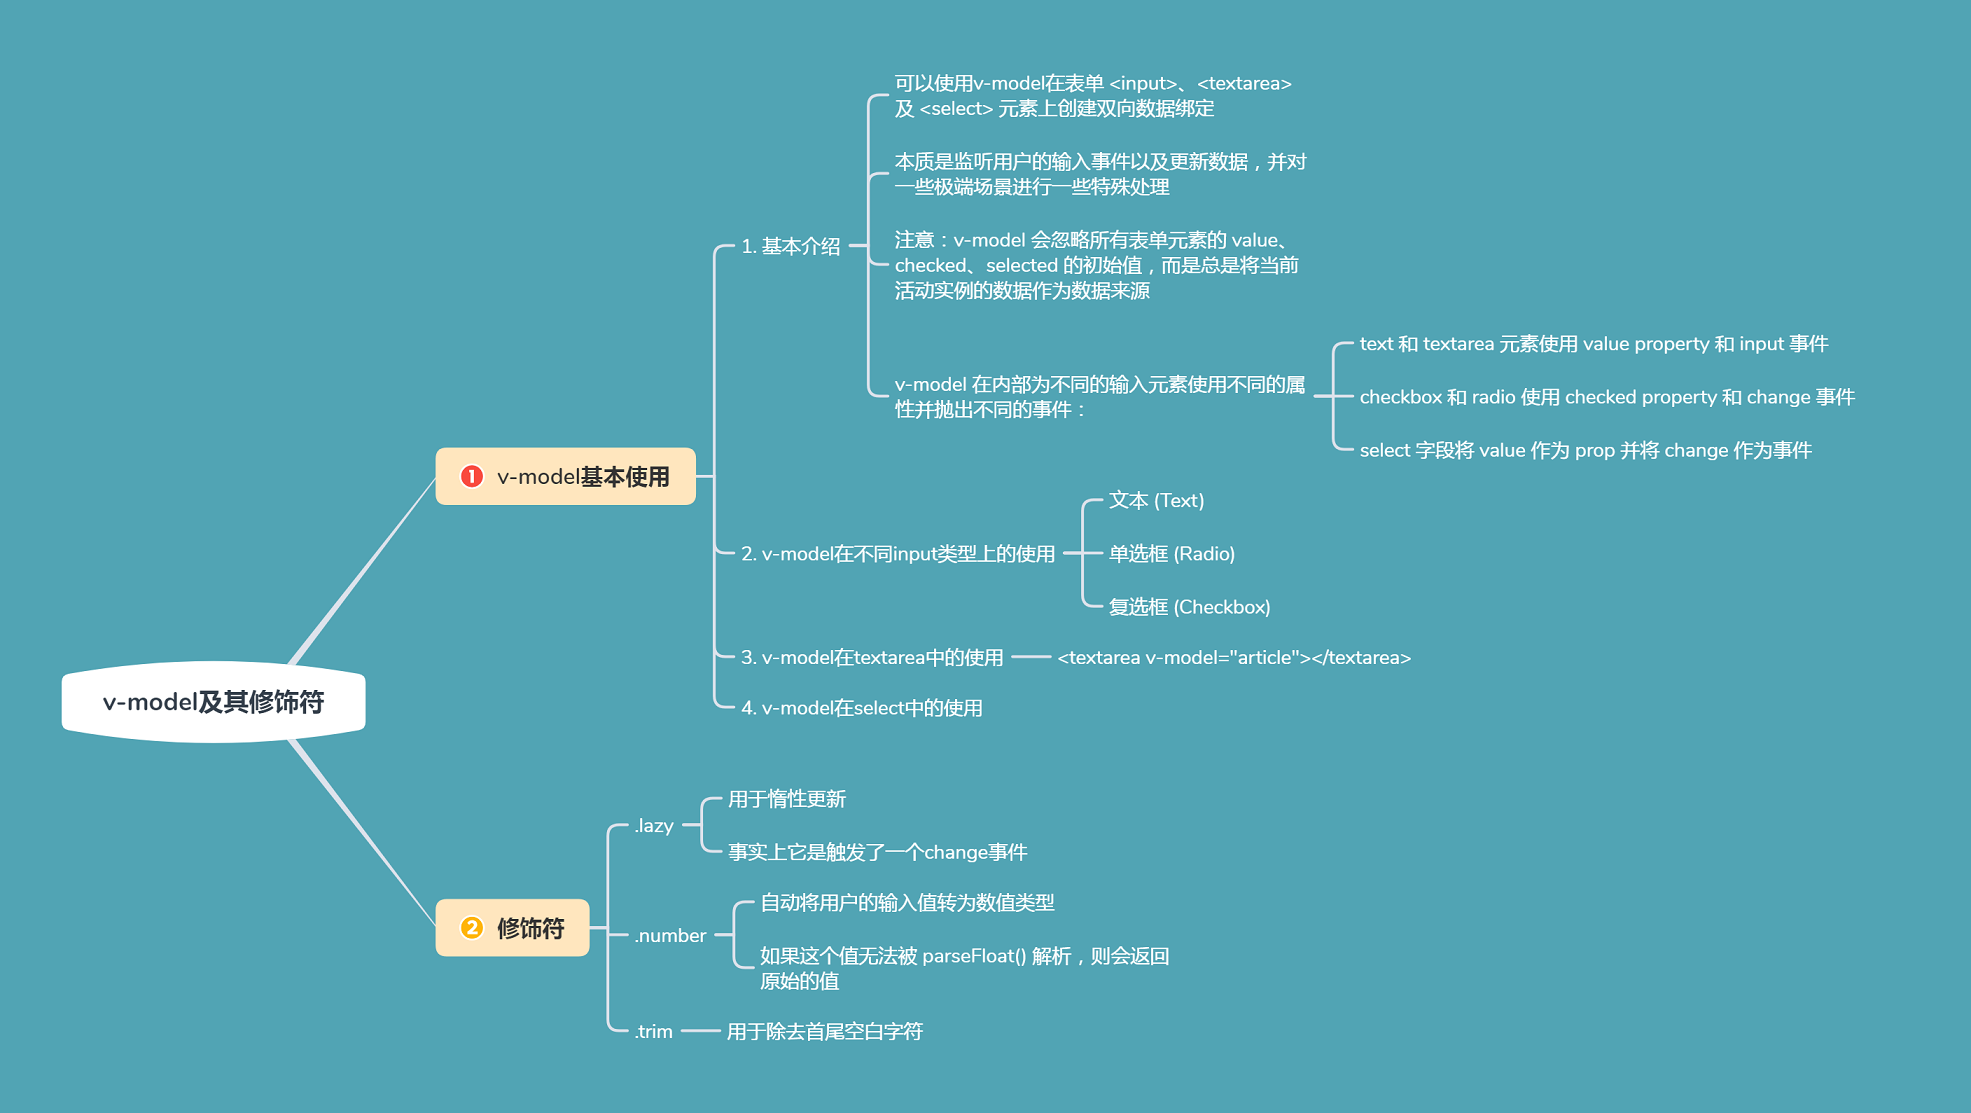 可以使用v-model在表单 <input>、<textarea>
及 <select> 元素上创建双向数据绑定
本质是监听用户的输入事件以及更新数据，并对
一些极端场景进行一些特殊处理
1. 基本介绍
注意：v-model 会忽略所有表单元素的 value、
checked、selected 的初始值，而是总是将当前
活动实例的数据作为数据来源
v-model 在内部为不同的输入元素使用不同的属
性并抛出不同的事件：
text 和 textarea 元素使用 value property 和 input 事件
checkbox 和 radio 使用 checked property 和 change 事件
select 字段将 value 作为 prop 并将 change 作为事件
1 v-model基本使用
2. v-model在不同input类型上的使用
文本 (Text)
单选框 (Radio)
复选框 (Checkbox)
3. v-model在textarea中的使用
<textarea v-model="article"></textarea>
4. v-model在select中的使用
v-model及其修饰符
2 修饰符
.lazy
用于惰性更新
事实上它是触发了一个change事件
.number
自动将用户的输入值转为数值类型
如果这个值无法被 parseFloat() 解析，则会返回
原始的值
.trim
用于除去首尾空白字符